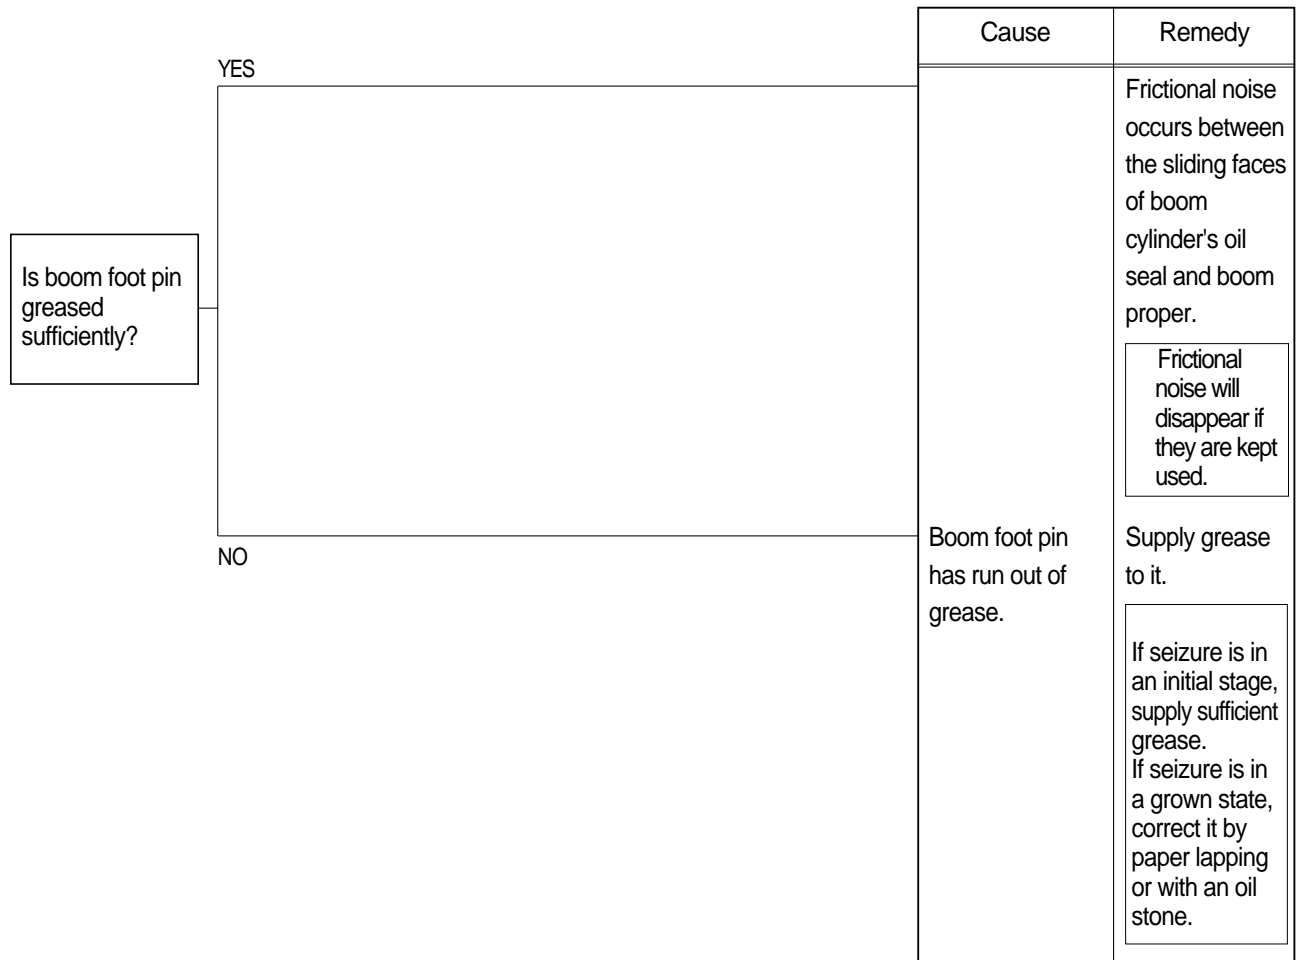 Cause
Remedy
YES
Frictional noise
occurs between
the sliding faces
of boom
cylinder's oil
seal and boom
proper.
Is boom foot pin
greased
sufficiently?
Frictional
noise will
disappear if
they are kept
used.
NO
Boom foot pin
has run out of
grease.
Supply grease
to it.
If seizure is in
an initial stage,
supply sufficient
grease.
If seizure is in
a grown state,
correct it by
paper lapping
or with an oil
stone.